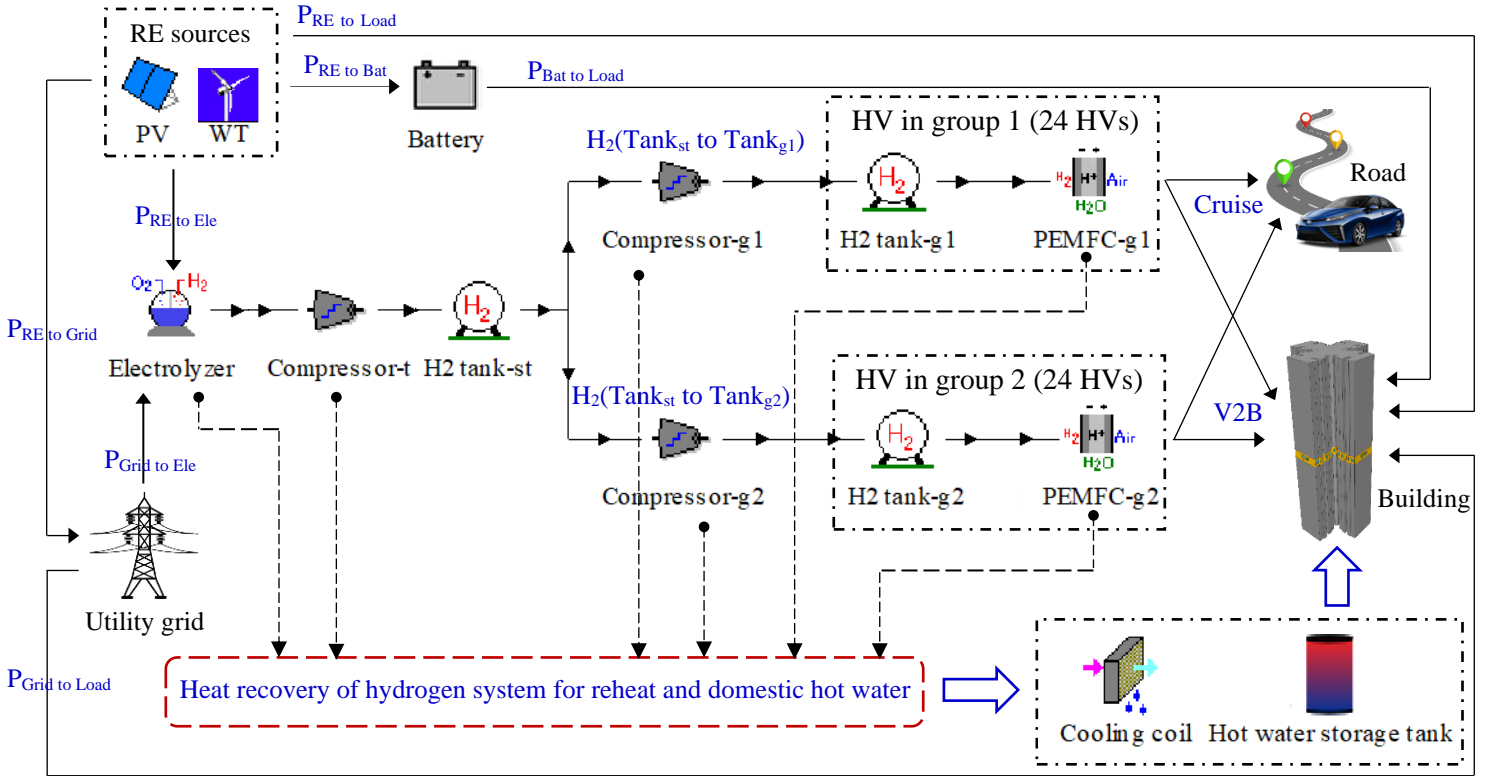 P_RE to Load
RE sources
PV
WT
P_RE to Bat
Battery
P_Bat to Load
P_RE to Ele
P_RE to Grid
O2
H2
Electrolyzer
Compressor-t
H2
H2 tank-st
H2(Tank_st to Tank_g1)
Compressor-g1
HV in group 1 (24 HVs)
H2
H2 tank-g1
H2
H+
Air
H2O
PEMFC-g1
Cruise
Road
H2(Tank_st to Tank_g2)
Compressor-g2
HV in group 2 (24 HVs)
H2
H2 tank-g2
H2
H+
Air
H2O
PEMFC-g2
V2B
Building
P_Grid to Ele
Utility grid
P_Grid to Load
Heat recovery of hydrogen system for reheat and domestic hot water
Cooling coil
Hot water storage tank